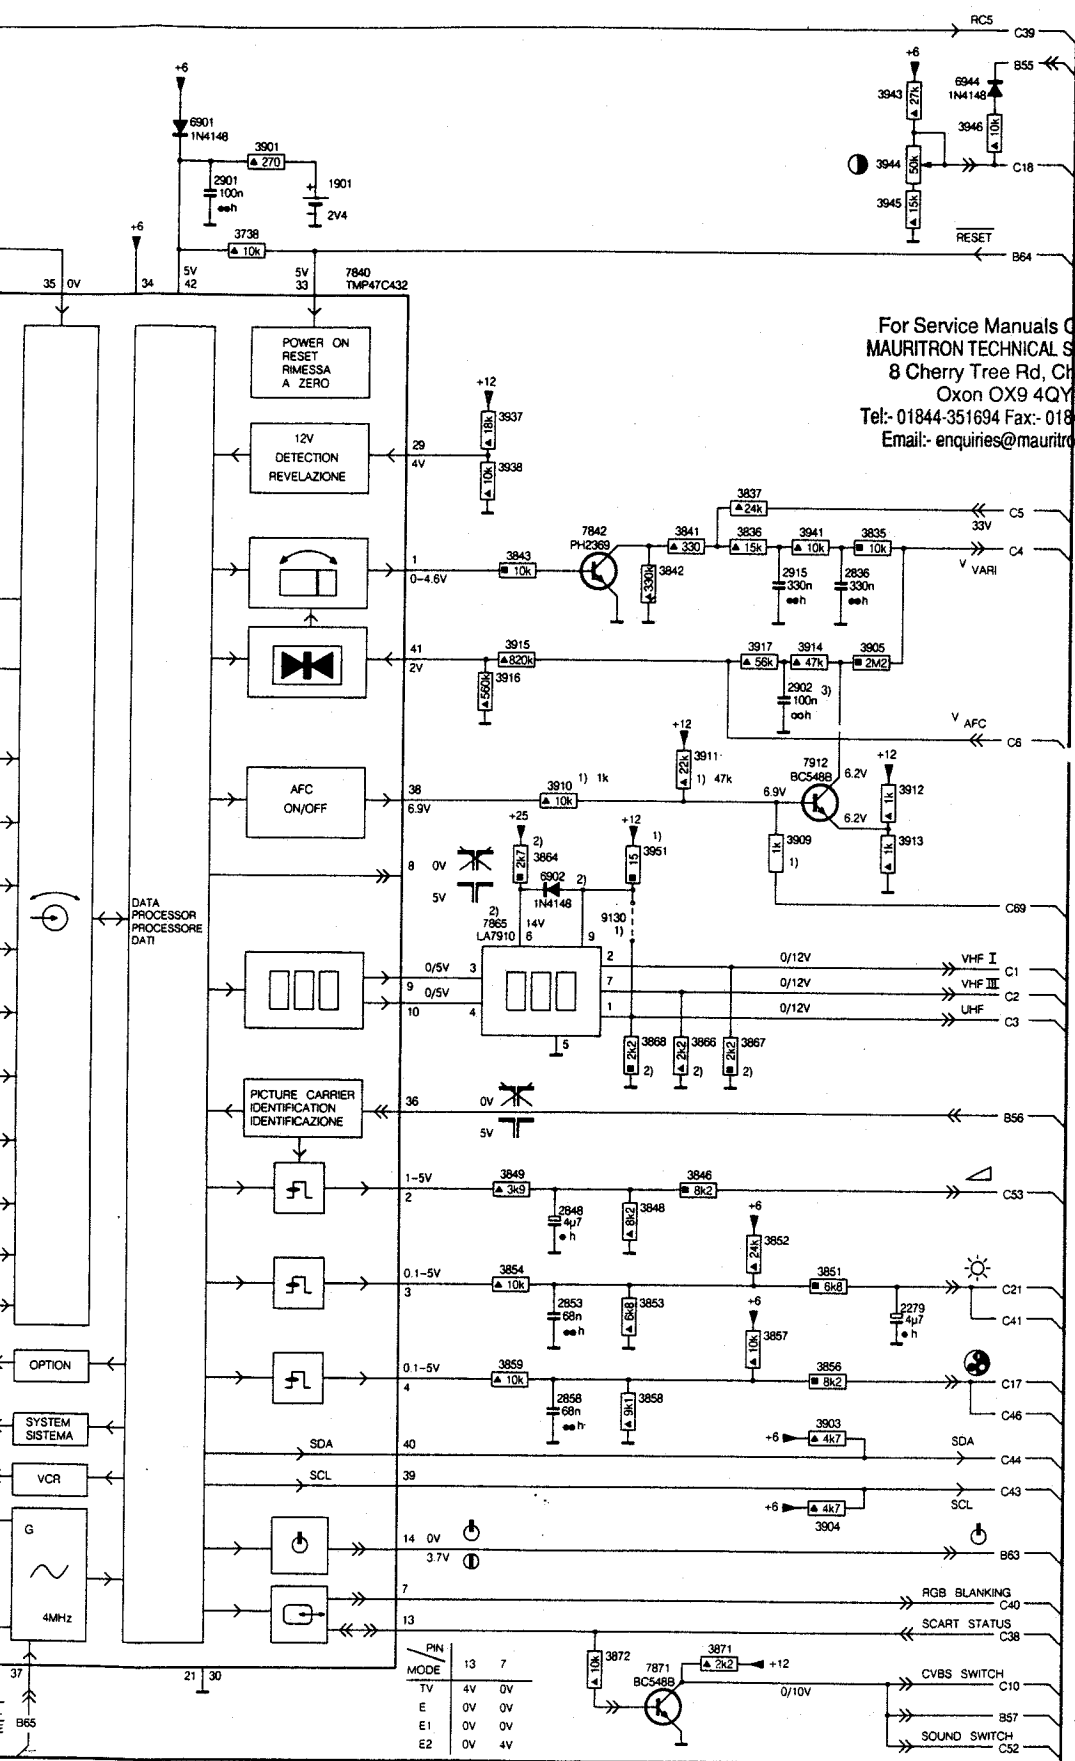 RC5
C39
+6
+6
B55
6944
1N4148
3943
27k
3946
10k
6901
1N4148
3901
270
3944
50k
C18
2901
100n
h
1901
2V4
3945
15k
+6
3738
10k
RESET
B64
35
0V
34
5V
42
5V
33
7840
TMP47C432
For Service Manuals C
MAURITRON TECHNICAL S
8 Cherry Tree Rd, Ch
Oxon OX9 4QY
Tel:- 01844-351694 Fax:- 018
Email:- enquiries@mauritro
POWER ON
RESET
RIMESSA
A ZERO
+12
3937
18k
12V
DETECTION
REVELAZIONE
29
4V
10k
3938
3837
24k
C5
33V
7842
PH2369
3841
330
3836
15k
3941
10k
3835
10k
C4
V VARI
1
0-4.6V
3843
10k
330k
3842
2915
330n
h
2836
330n
h
41
2V
3915
820k
560k
3916
3917
56k
3914
47k
3905
2M2
2902
100n
3)
h
V AFC
C6
+12
22k
3911
1) 47k
7912
BC548B
6.2V
+12
1k
3912
AFC
ON/OFF
38
6.9V
3910
10k
1) 1k
6.9V
6.2V
1k
3909
1)
1k
3913
+25
2k7
2)
3864
+12
15
1)
3951
8
0V
5V
6902
1N4148
2)
C69
2)
7865
LA7910
14V
6
9
9130
1)
DATA
PROCESSOR
PROCESSORE
DATI
0/5V
3
9
0/5V
10
4
2
0/12V
VHF I
C1
7
0/12V
VHF III
C2
1
0/12V
UHF
C3
5
2k2
3868
2)
2k2
3866
2)
2k2
3867
2)
PICTURE CARRIER
IDENTIFICATION
IDENTIFICAZIONE
36
0V
5V
B56
1-5V
2
3849
3k9
3846
8k2
C53
2848
4µ7
h
8k2
3848
+6
24k
3852
0.1-5V
3
3854
10k
3851
6k8
C21
2853
68n
h
6k8
3853
+6
10k
3857
2279
4µ7
h
C41
OPTION
0.1-5V
4
3859
10k
3856
8k2
C17
2858
68n
h
9k1
3858
C46
SYSTEM
SISTEMA
3903
+6
4k7
SDA
40
SDA
C44
VCR
SCL
39
C43
SCL
+6
4k7
3904
G
4MHz
14
0V
3.7V
B63
7
RGB BLANKING
C40
13
SCART STATUS
C38
37
21
30
B65
PIN
MODE
13
7
TV
4V
0V
E
0V
0V
E1
0V
0V
E2
0V
4V
10k
3872
7871
BC548B
3871
2k2
+12
0/10V
CVBS SWITCH
C10
B57
SOUND SWITCH
C52